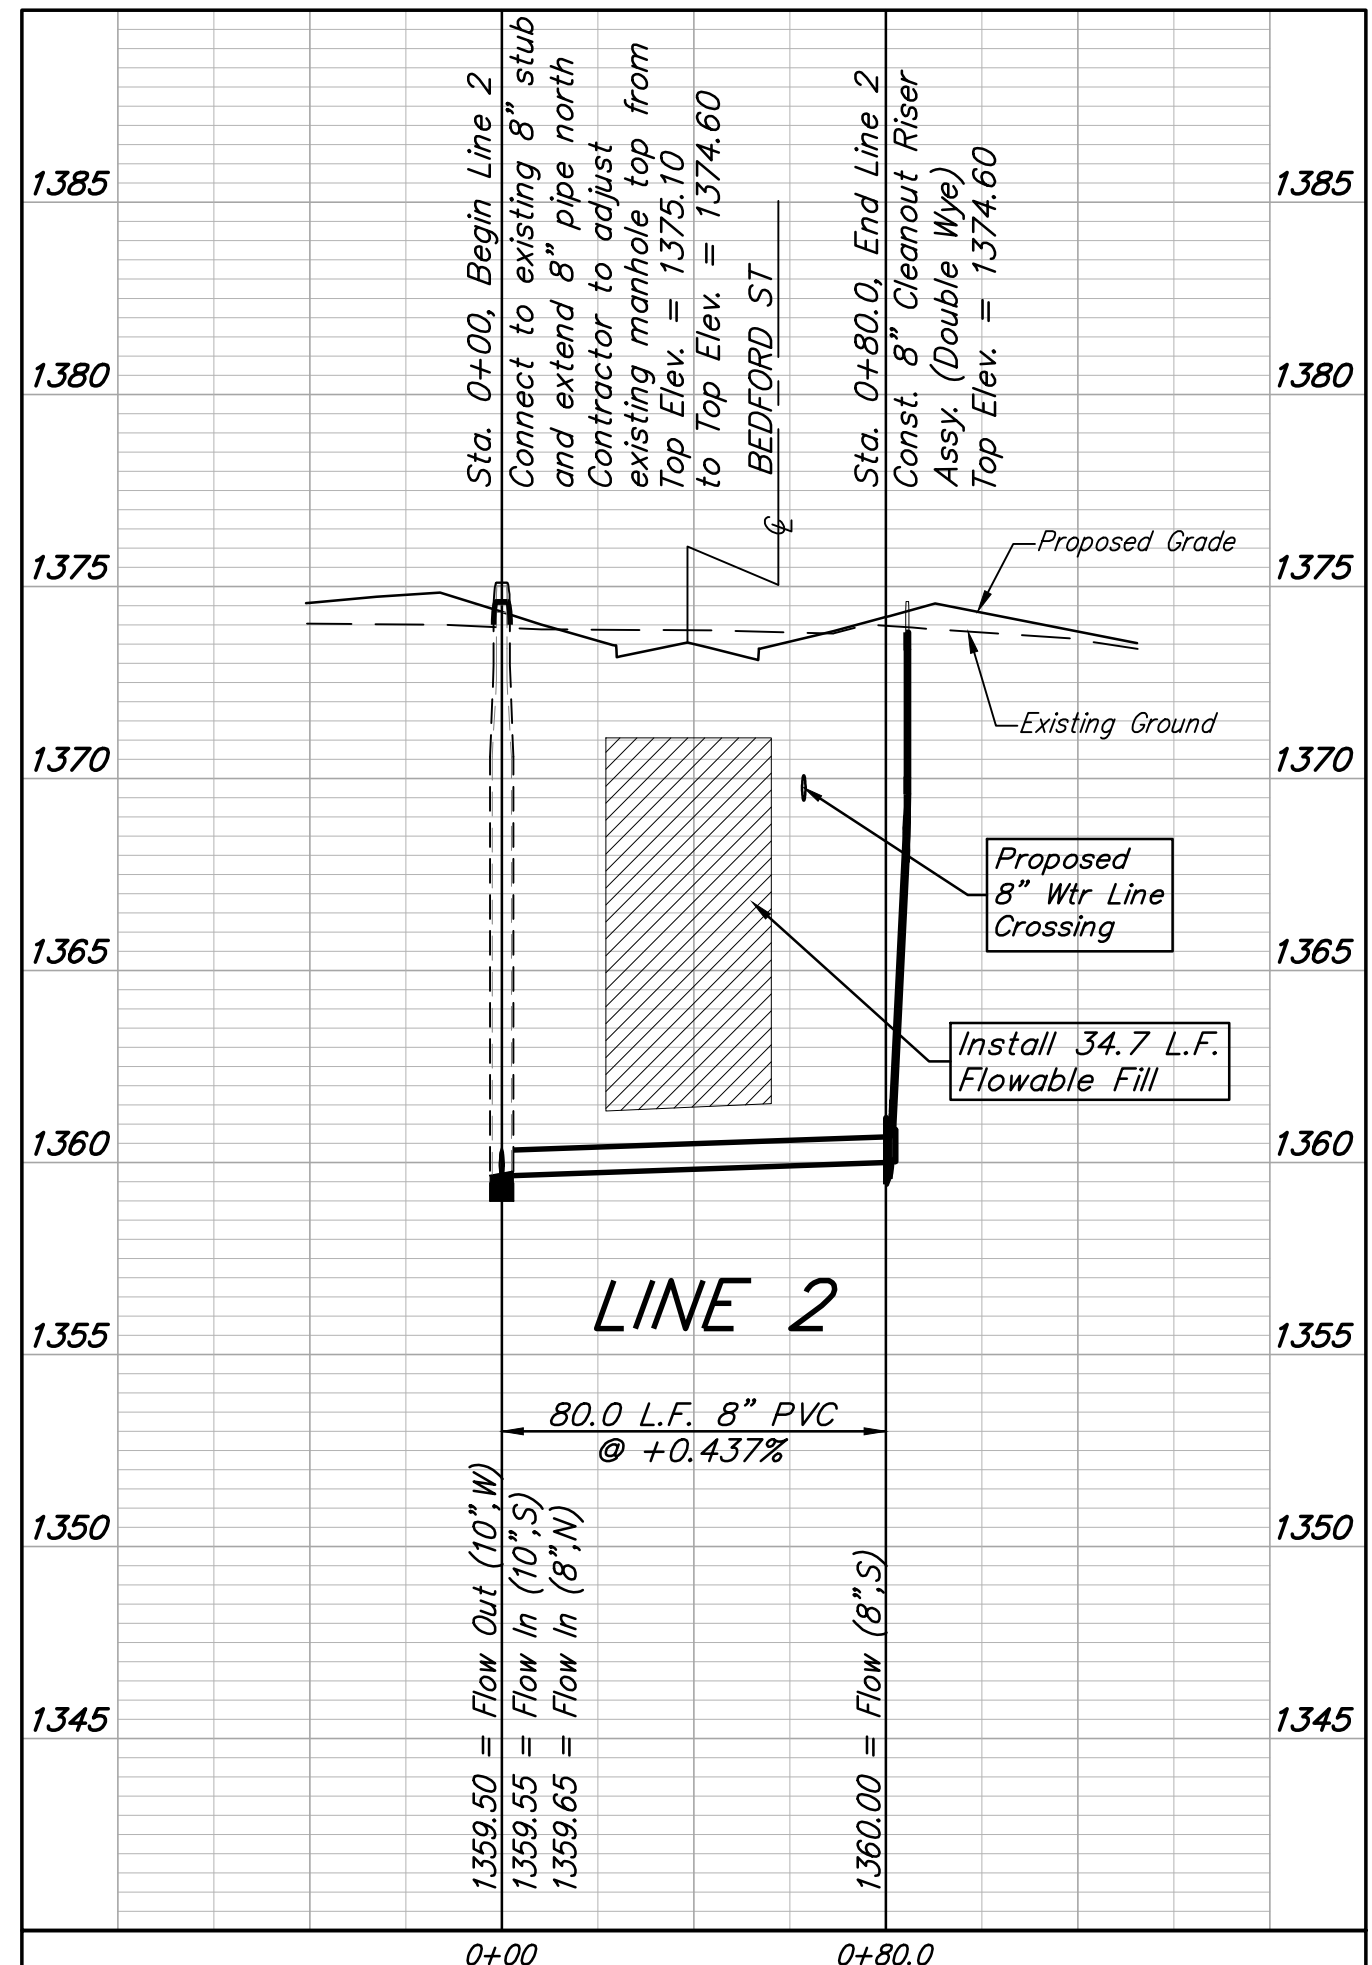 Sta. 0+00, Begin Line 2
Connect to existing 8" stub
and extend 8" pipe north
Contractor to adjust
existing manhole top from
Top Elev. = 1375.10
to Top Elev. = 1374.60
BEDFORD ST
℄
Sta. 0+80.0, End Line 2
Const. 8" Cleanout Riser
Assy. (Double Wye)
Top Elev. = 1374.60
1385
1385
1380
1380
Proposed Grade
1375
1375
Existing Ground
1370
1370
Proposed
8" Wtr Line
Crossing
1365
1365
Install 34.7 L.F.
Flowable Fill
1360
1360
LINE 2
1355
1355
80.0 L.F. 8" PVC
@ +0.437%
1350
1350
1345
1345
1359.50 = Flow Out (10",W)
1359.55 = Flow In (10",S)
1359.65 = Flow In (8",N)
1360.00 = Flow (8",S)
0+00
0+80.0